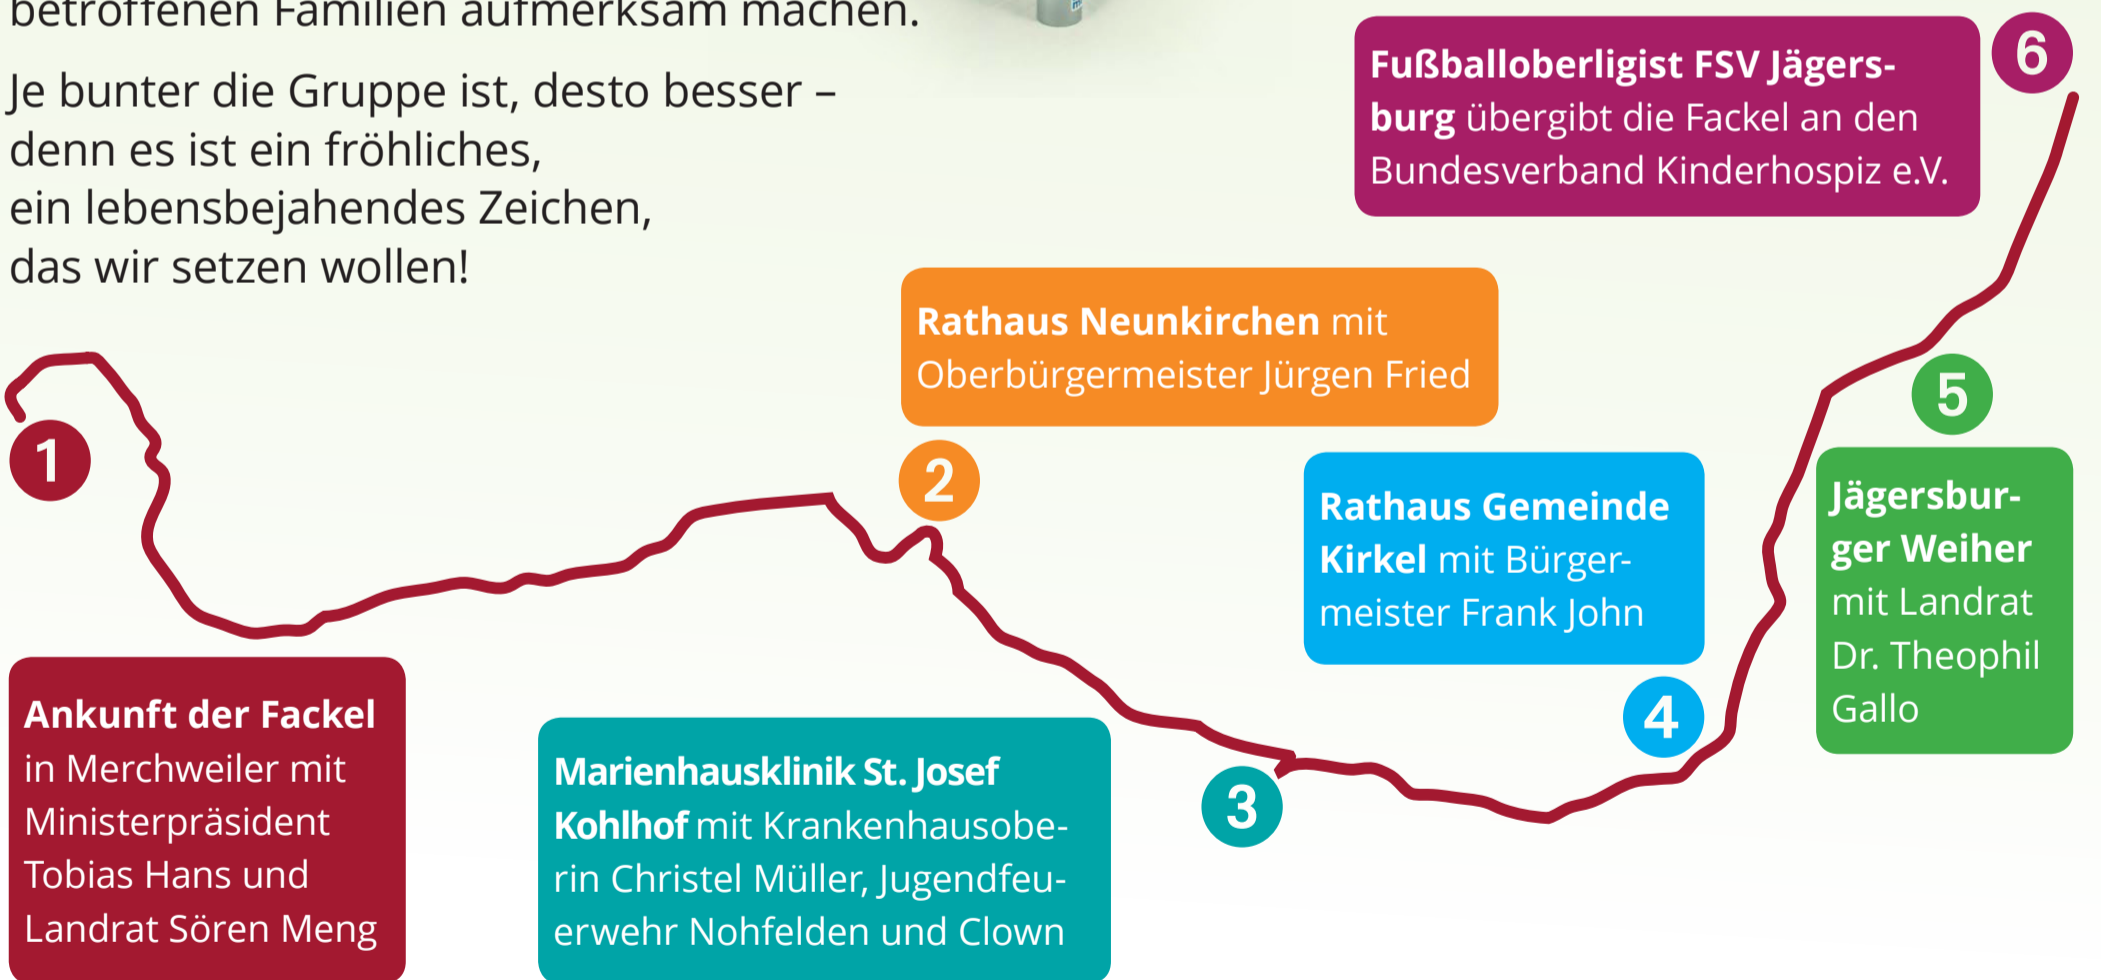 betroffenen Familien aufmerksam machen.
Je bunter die Gruppe ist, desto besser –
denn es ist ein fröhliches,
ein lebensbejahendes Zeichen,
das wir setzen wollen!
1
Ankunft der Fackel
in Merchweiler mit
Ministerpräsident
Tobias Hans und
Landrat Sören Meng
Rathaus Neunkirchen mit
Oberbürgermeister Jürgen Fried
2
3
Marienhausklinik St. Josef
Kohlhof mit Krankenhausobe-
rin Christel Müller, Jugendfeu-
erwehr Nohfelden und Clown
Rathaus Gemeinde
Kirkel mit Bürger-
meister Frank John
4
5
Jägersbur-
ger Weiher
mit Landrat
Dr. Theophil
Gallo
6
Fußballoberligist FSV Jägers-
burg übergibt die Fackel an den
Bundesverband Kinderhospiz e.V.